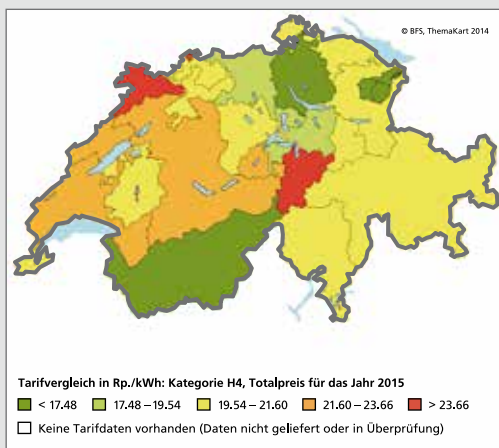 © BFS, ThemaKart 2014
Tarifvergleich in Rp./kWh: Kategorie H4, Totalpreis für das Jahr 2015
< 17.48 17.48 – 19.54 19.54 – 21.60 21.60 – 23.66 > 23.66
Keine Tarifdaten vorhanden (Daten nicht geliefert oder in Überprüfung)